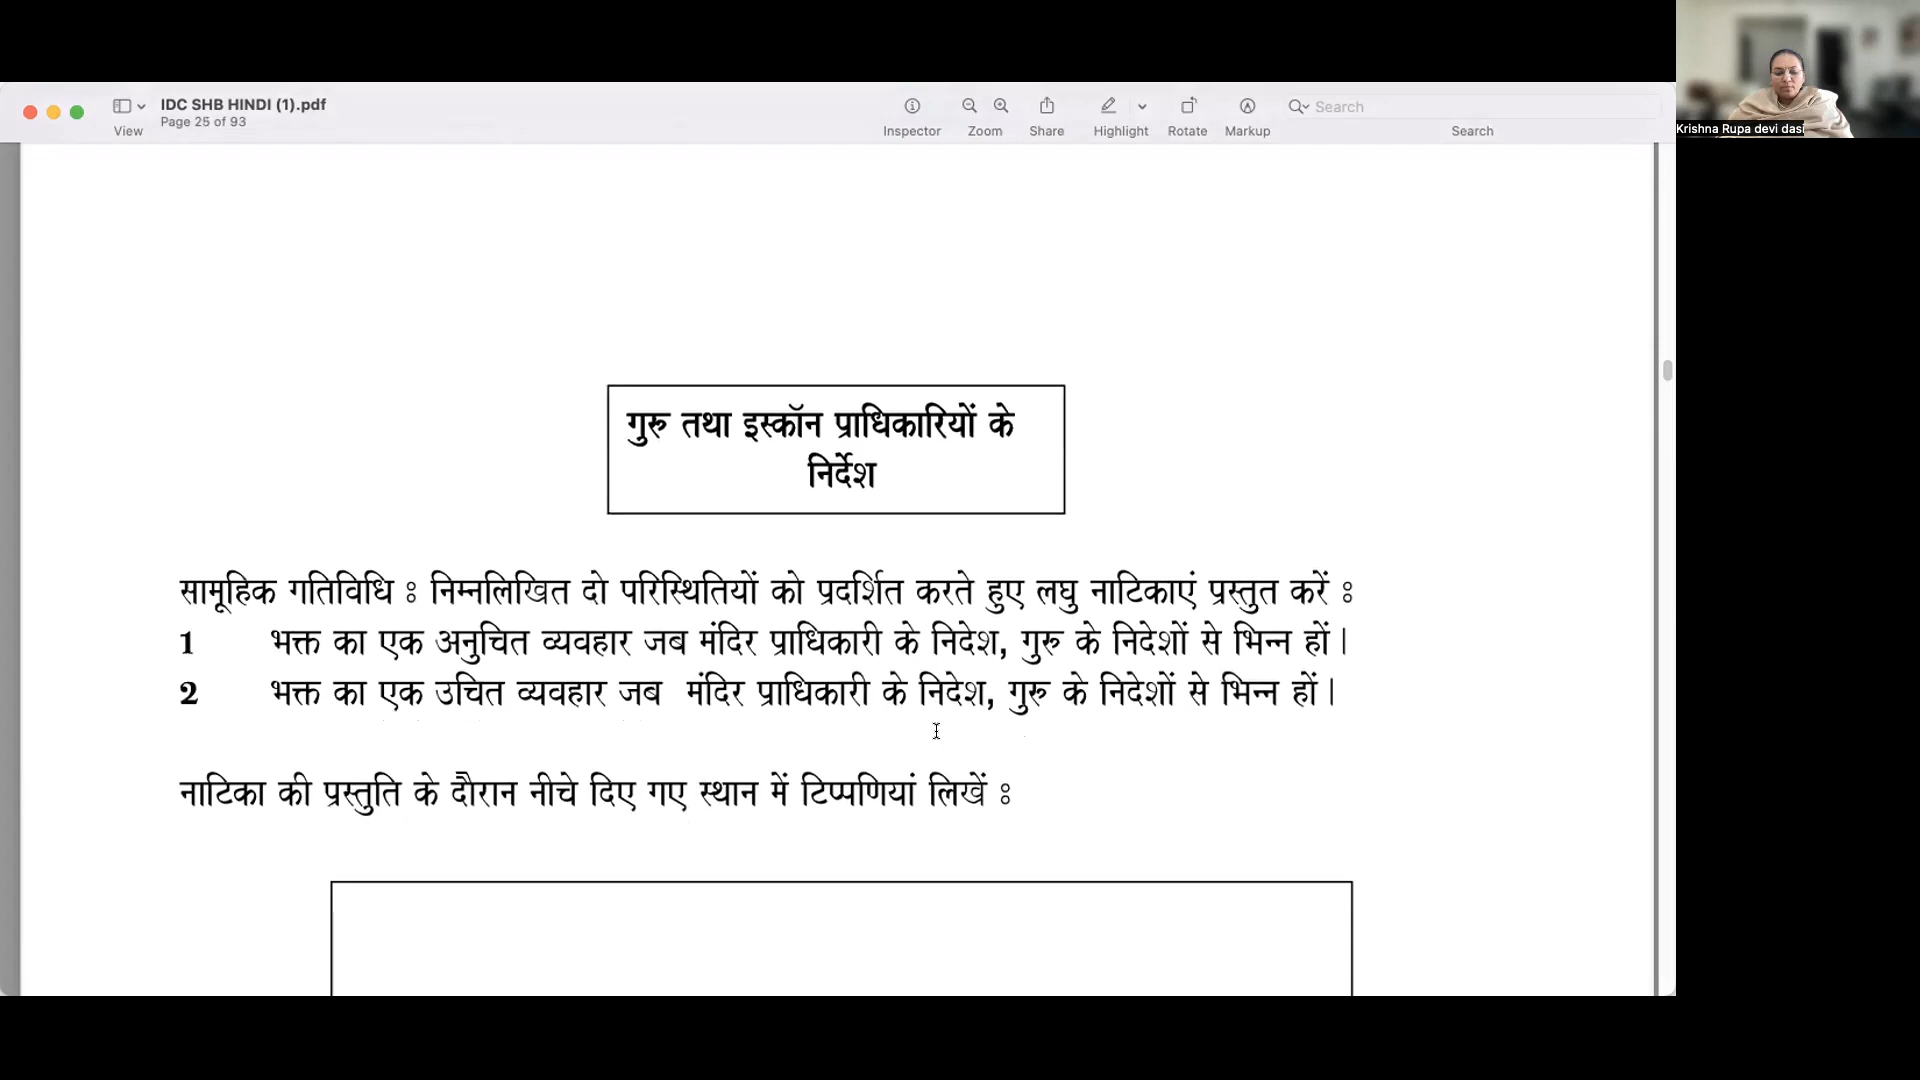 IDC SHB HINDI (1).pdf
Page 25 of 93
View
Inspector
Zoom
Share
Highlight
Rotate
Markup
Search
Search
Krishna Rupa devi dasi
गुरू तथा इस्कॉन प्राधिकारियों के
निर्देश
सामूहिक गतिविधि : निम्नलिखित दो परिस्थितियों को प्रदर्शित करते हुए लघु नाटिकाएं प्रस्तुत करें :
1 भक्त का एक अनुचित व्यवहार जब मंदिर प्राधिकारी के निदेश, गुरू के निदेशों से भिन्न हों।
2 भक्त का एक उचित व्यवहार जब मंदिर प्राधिकारी के निदेश, गुरू के निदेशों से भिन्न हों।
नाटिका की प्रस्तुति के दौरान नीचे दिए गए स्थान में टिप्पणियां लिखें :